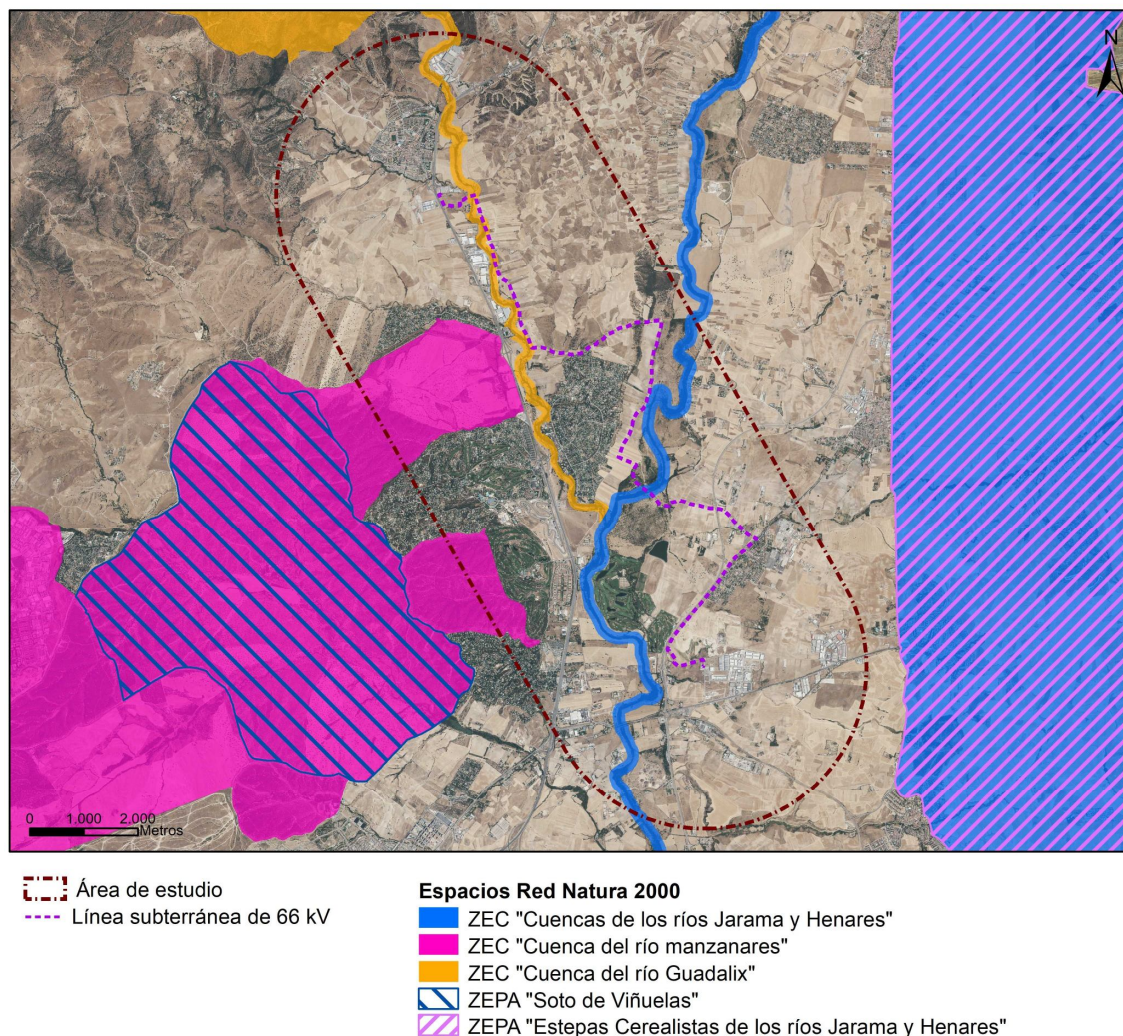 N
0 1.000 2.000
Metros
Área de estudio
Línea subterránea de 66 kV
Espacios Red Natura 2000
ZEC "Cuencas de los ríos Jarama y Henares"
ZEC "Cuenca del río manzanares"
ZEC "Cuenca del río Guadalix"
ZEPA "Soto de Viñuelas"
ZEPA "Estepas Cerealistas de los ríos Jarama y Henares"